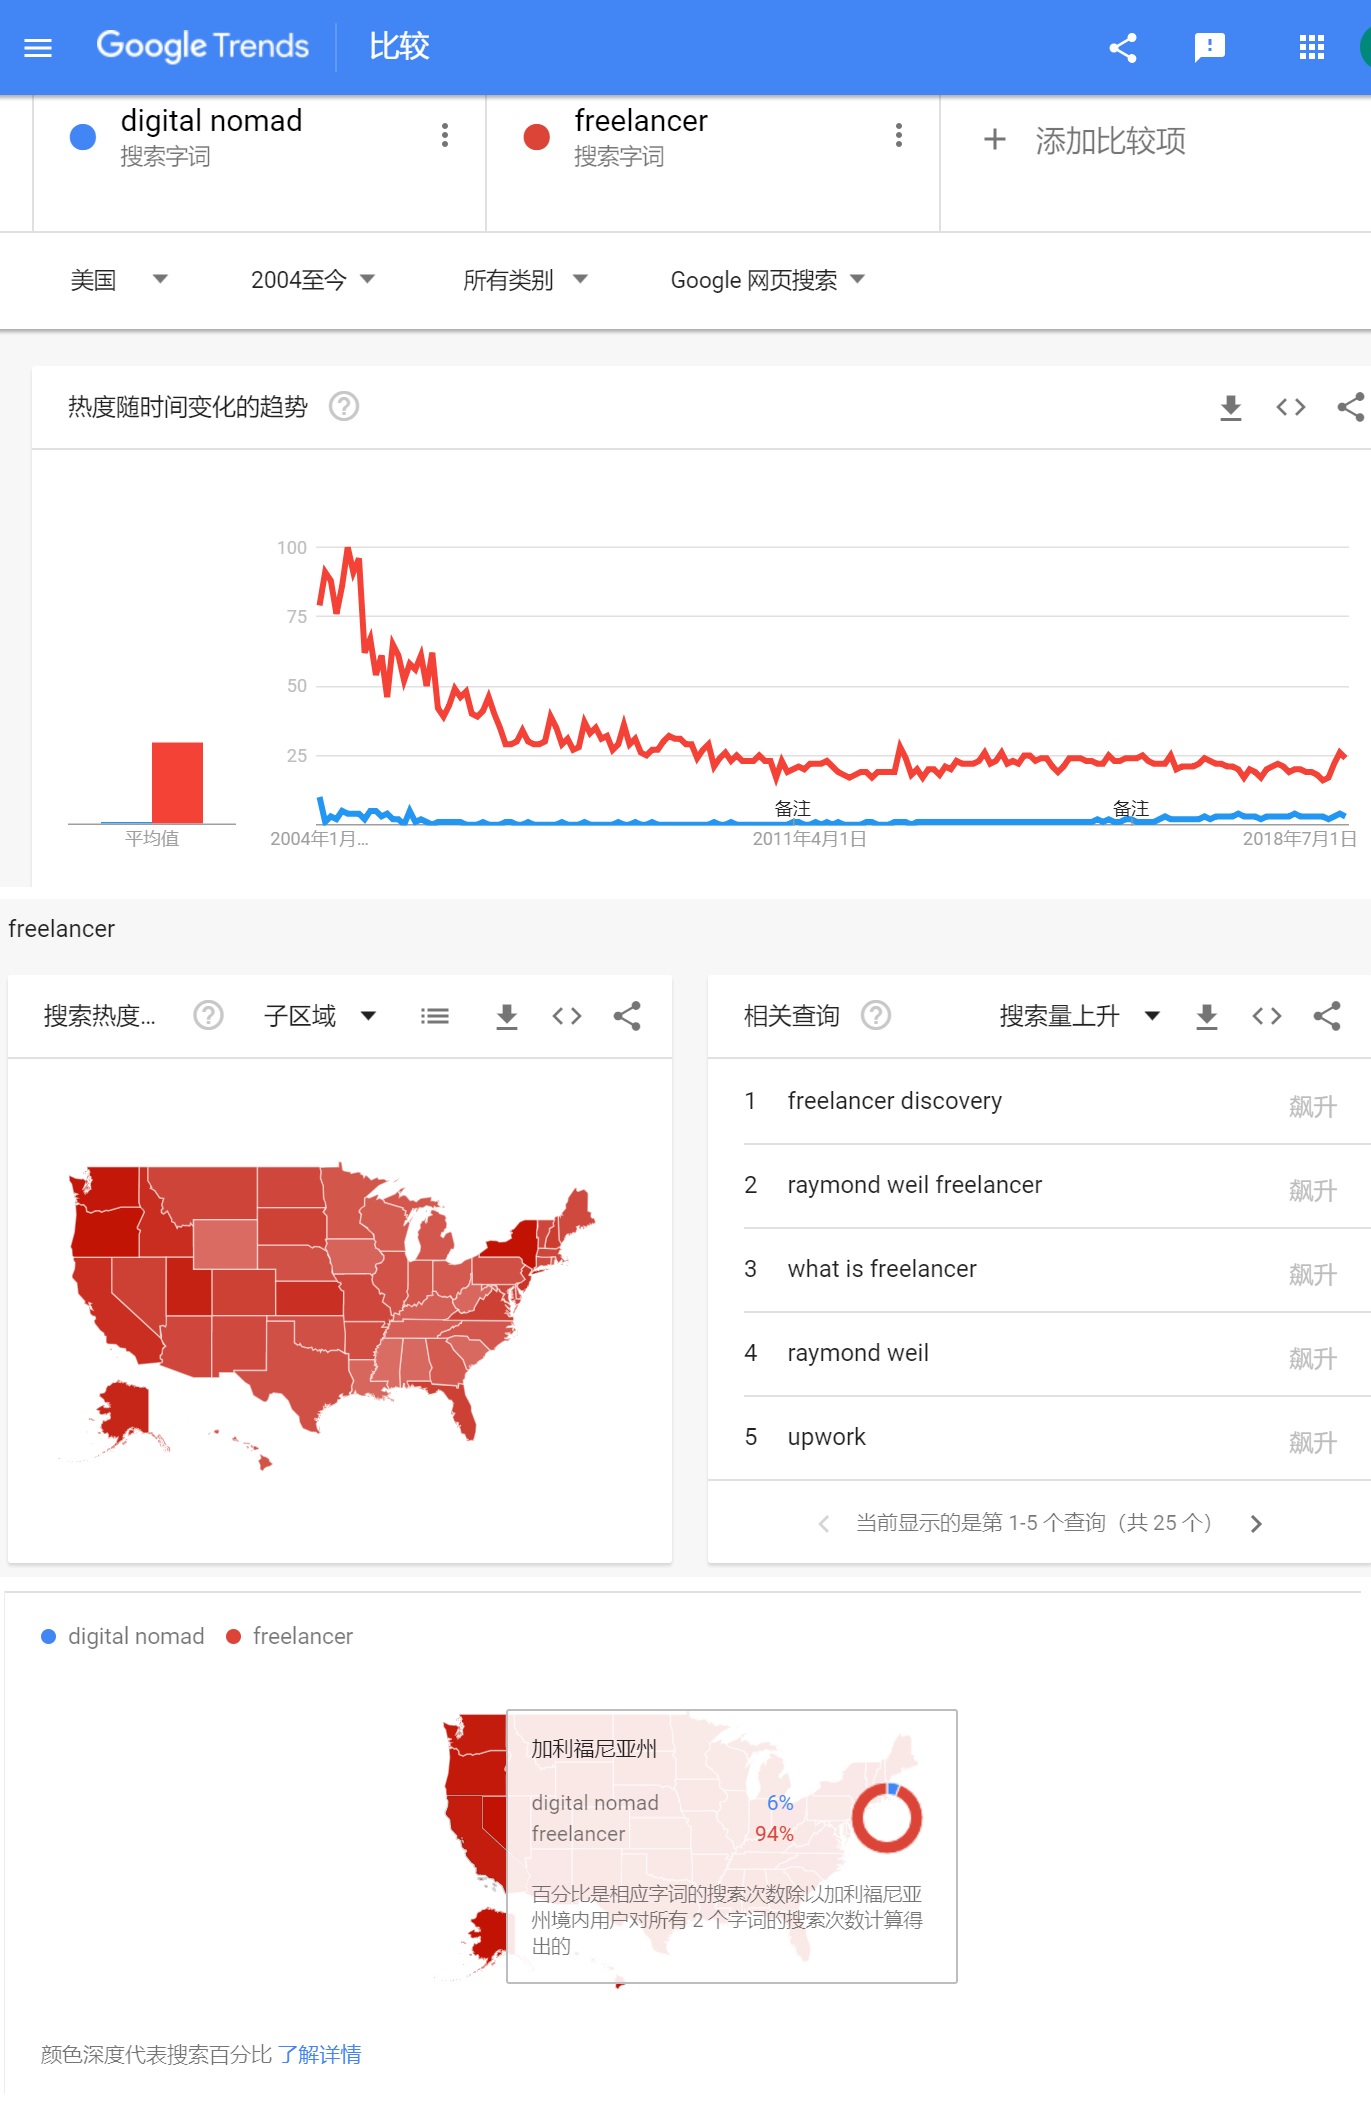 Google Trends 比较
digital nomad
搜索字词
freelancer
搜索字词
+ 添加比较项
美国 2004至今 所有类别 Google 网页搜索
热度随时间变化的趋势
100
75
50
25
备注 备注
平均值 2004年1月... 2011年4月1日 2018年7月1日
freelancer
搜索热度... 子区域
相关查询 搜索量上升
1 freelancer discovery 飙升
2 raymond weil freelancer 飙升
3 what is freelancer 飙升
4 raymond weil 飙升
5 upwork 飙升
当前显示的是第 1-5 个查询（共 25 个）
digital nomad freelancer
加利福尼亚州
digital nomad 6%
freelancer 94%
百分比是相应字词的搜索次数除以加利福尼亚
州境内用户对所有 2 个字词的搜索次数计算得
出的
颜色深度代表搜索百分比 了解详情